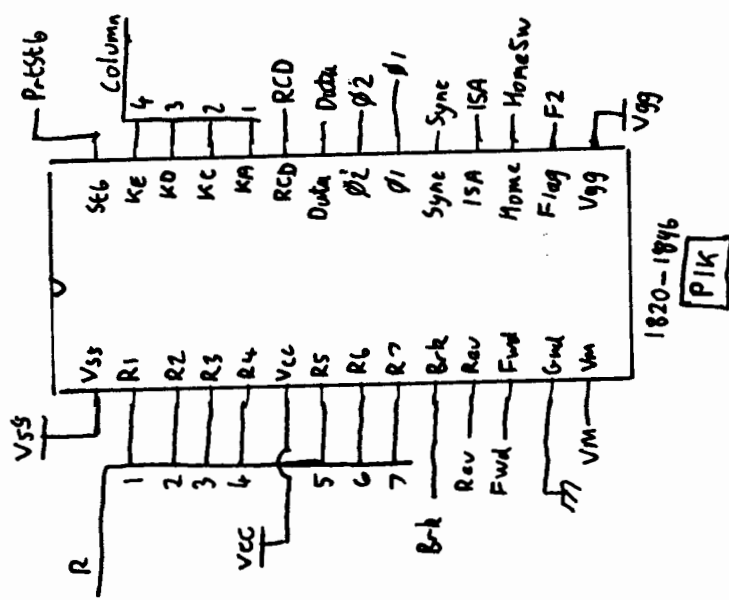 PrtStb
Column
4
3
2
1
RCD
Data
Ø2
Ø1
Sync
ISA
HomeSw
F2
Vgg
Stb
KE
KD
KC
KA
RCD
Data
Ø2
Ø1
Sync
ISA
Home
Flag
Vgg
1820-1846
PIK
Vss
R1
R2
R3
R4
Vcc
R5
R6
R7
Brk
Rev
Fwd
Gnd
Vm
Vss
R
1
2
3
4
5
6
7
Vcc
Brk
Rev
Fwd
VM